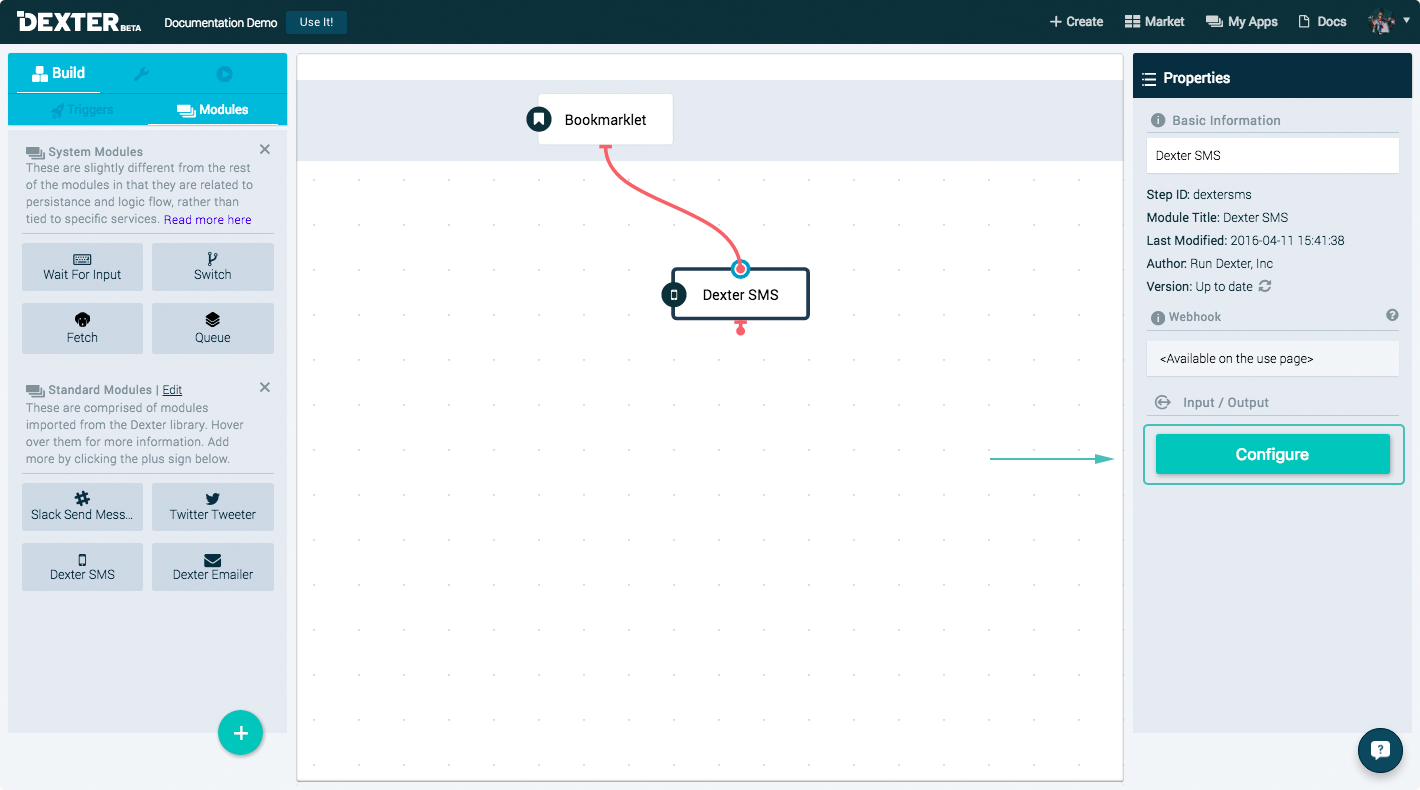 DEXTER BETA
Documentation Demo
Use It!
Create
Market
My Apps
Docs
Build
Triggers
Modules
System Modules
These are slightly different from the rest
of the modules in that they are related to
persistance and logic flow, rather than
tied to specific services. Read more here
Wait For Input
Switch
Fetch
Queue
Standard Modules | Edit
These are comprised of modules
imported from the Dexter library. Hover
over them for more information. Add
more by clicking the plus sign below.
Slack Send Mess...
Twitter Tweeter
Dexter SMS
Dexter Emailer
Bookmarklet
Dexter SMS
Properties
Basic Information
Dexter SMS
Step ID: dextersms
Module Title: Dexter SMS
Last Modified: 2016-04-11 15:41:38
Author: Run Dexter, Inc
Version: Up to date
Webhook
<Available on the use page>
Input / Output
Configure